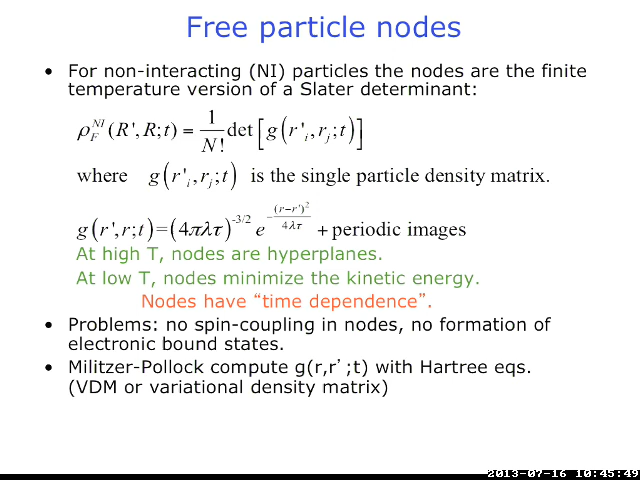 Free particle nodes
• For non-interacting (NI) particles the nodes are the finite
temperature version of a Slater determinant:
ρ_F^{NI}(R',R;t) = \frac{1}{N!} det[g(r'_i,r_j;t)]
where g(r'_i,r_j;t) is the single particle density matrix.
g(r',r;t)=(4πλτ)^{-3/2} e^{-\frac{(r-r')^2}{4λτ}} + periodic images
At high T, nodes are hyperplanes.
At low T, nodes minimize the kinetic energy.
Nodes have “time dependence”.
• Problems: no spin-coupling in nodes, no formation of
electronic bound states.
• Militzer-Pollock compute g(r,r’;t) with Hartree eqs.
(VDM or variational density matrix)
2013-07-16 10:45:49